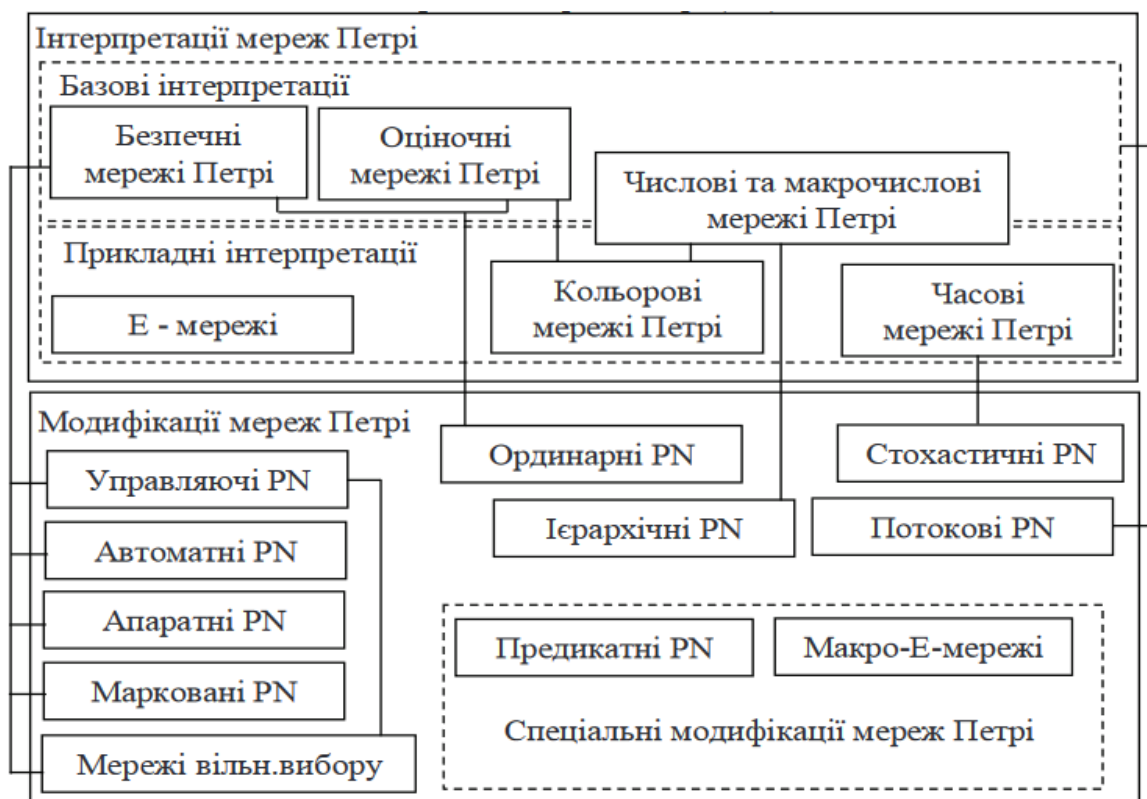 Інтерпретації мереж Петрі
Базові інтерпретації
Безпечні
мережі Петрі
Оціночні
мережі Петрі
Числові та макрочислові
мережі Петрі
Прикладні інтерпретації
Е - мережі
Кольорові
мережі Петрі
Часові
мережі Петрі
Модифікації мереж Петрі
Управляючі PN
Автоматні PN
Апаратні PN
Марковані PN
Мережі вільн.вибору
Ординарні PN
Ієрархічні PN
Стохастичні PN
Потокові PN
Предикатні PN
Макро-Е-мережі
Спеціальні модифікації мереж Петрі